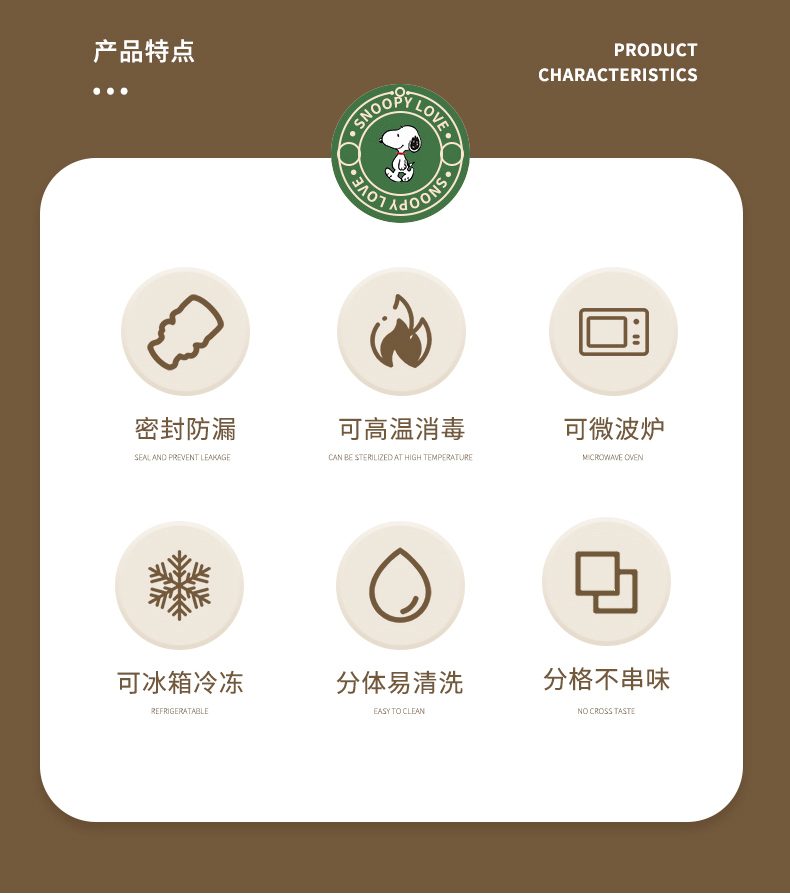 产品特点
PRODUCT
CHARACTERISTICS
SNOOPY LOVE
SNOOPY LOVE
密封防漏
SEAL AND PREVENT LEAKAGE
可高温消毒
CAN BE STERILIZED AT HIGH TEMPERATURE
可微波炉
MICROWAVE OVEN
可冰箱冷冻
REFRIGERATABLE
分体易清洗
EASY TO CLEAN
分格不串味
NO CROSS TASTE